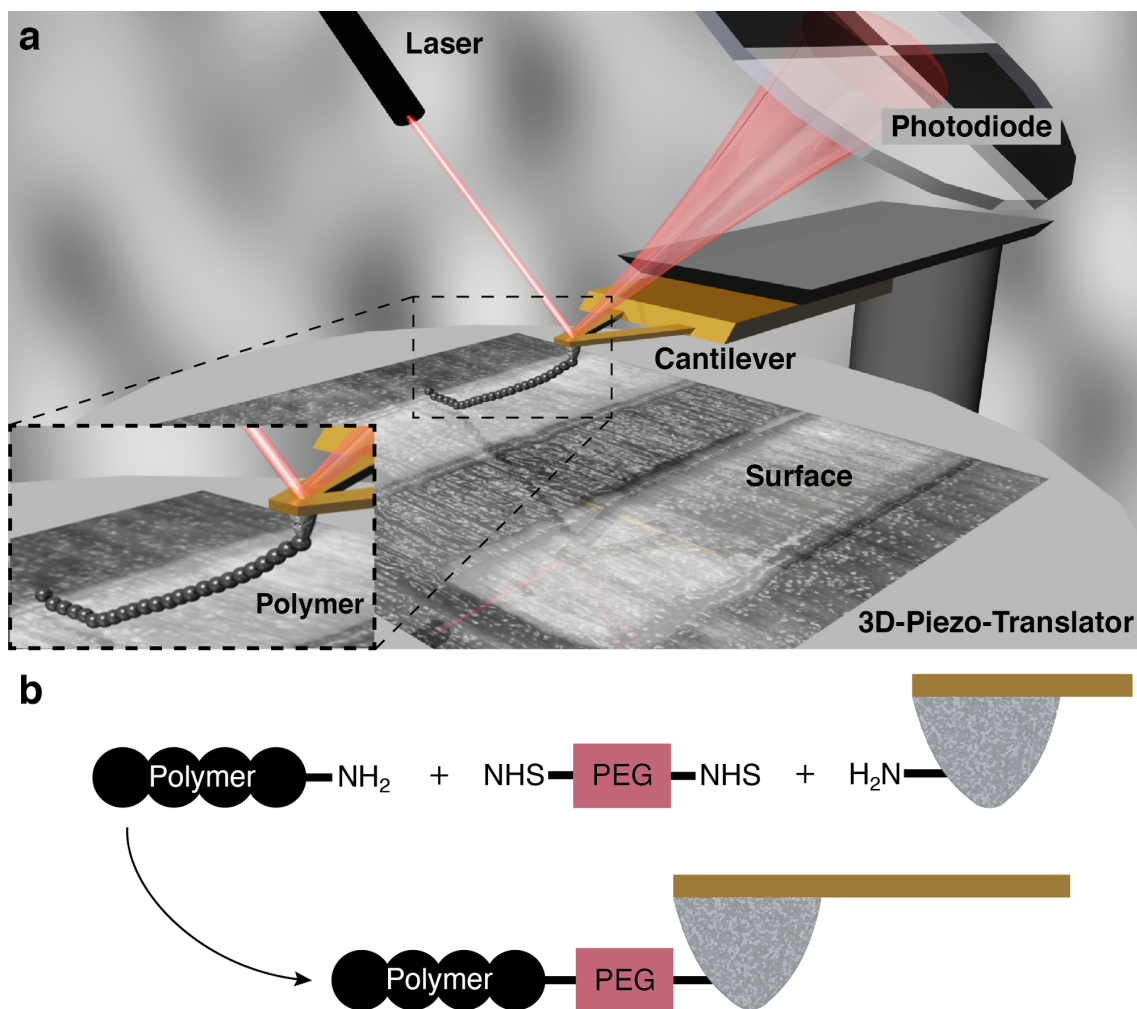 a
Laser
Photodiode
Cantilever
Surface
Polymer
3D-Piezo-Translator
b
Polymer NH₂ + NHS PEG NHS + H₂N
Polymer PEG